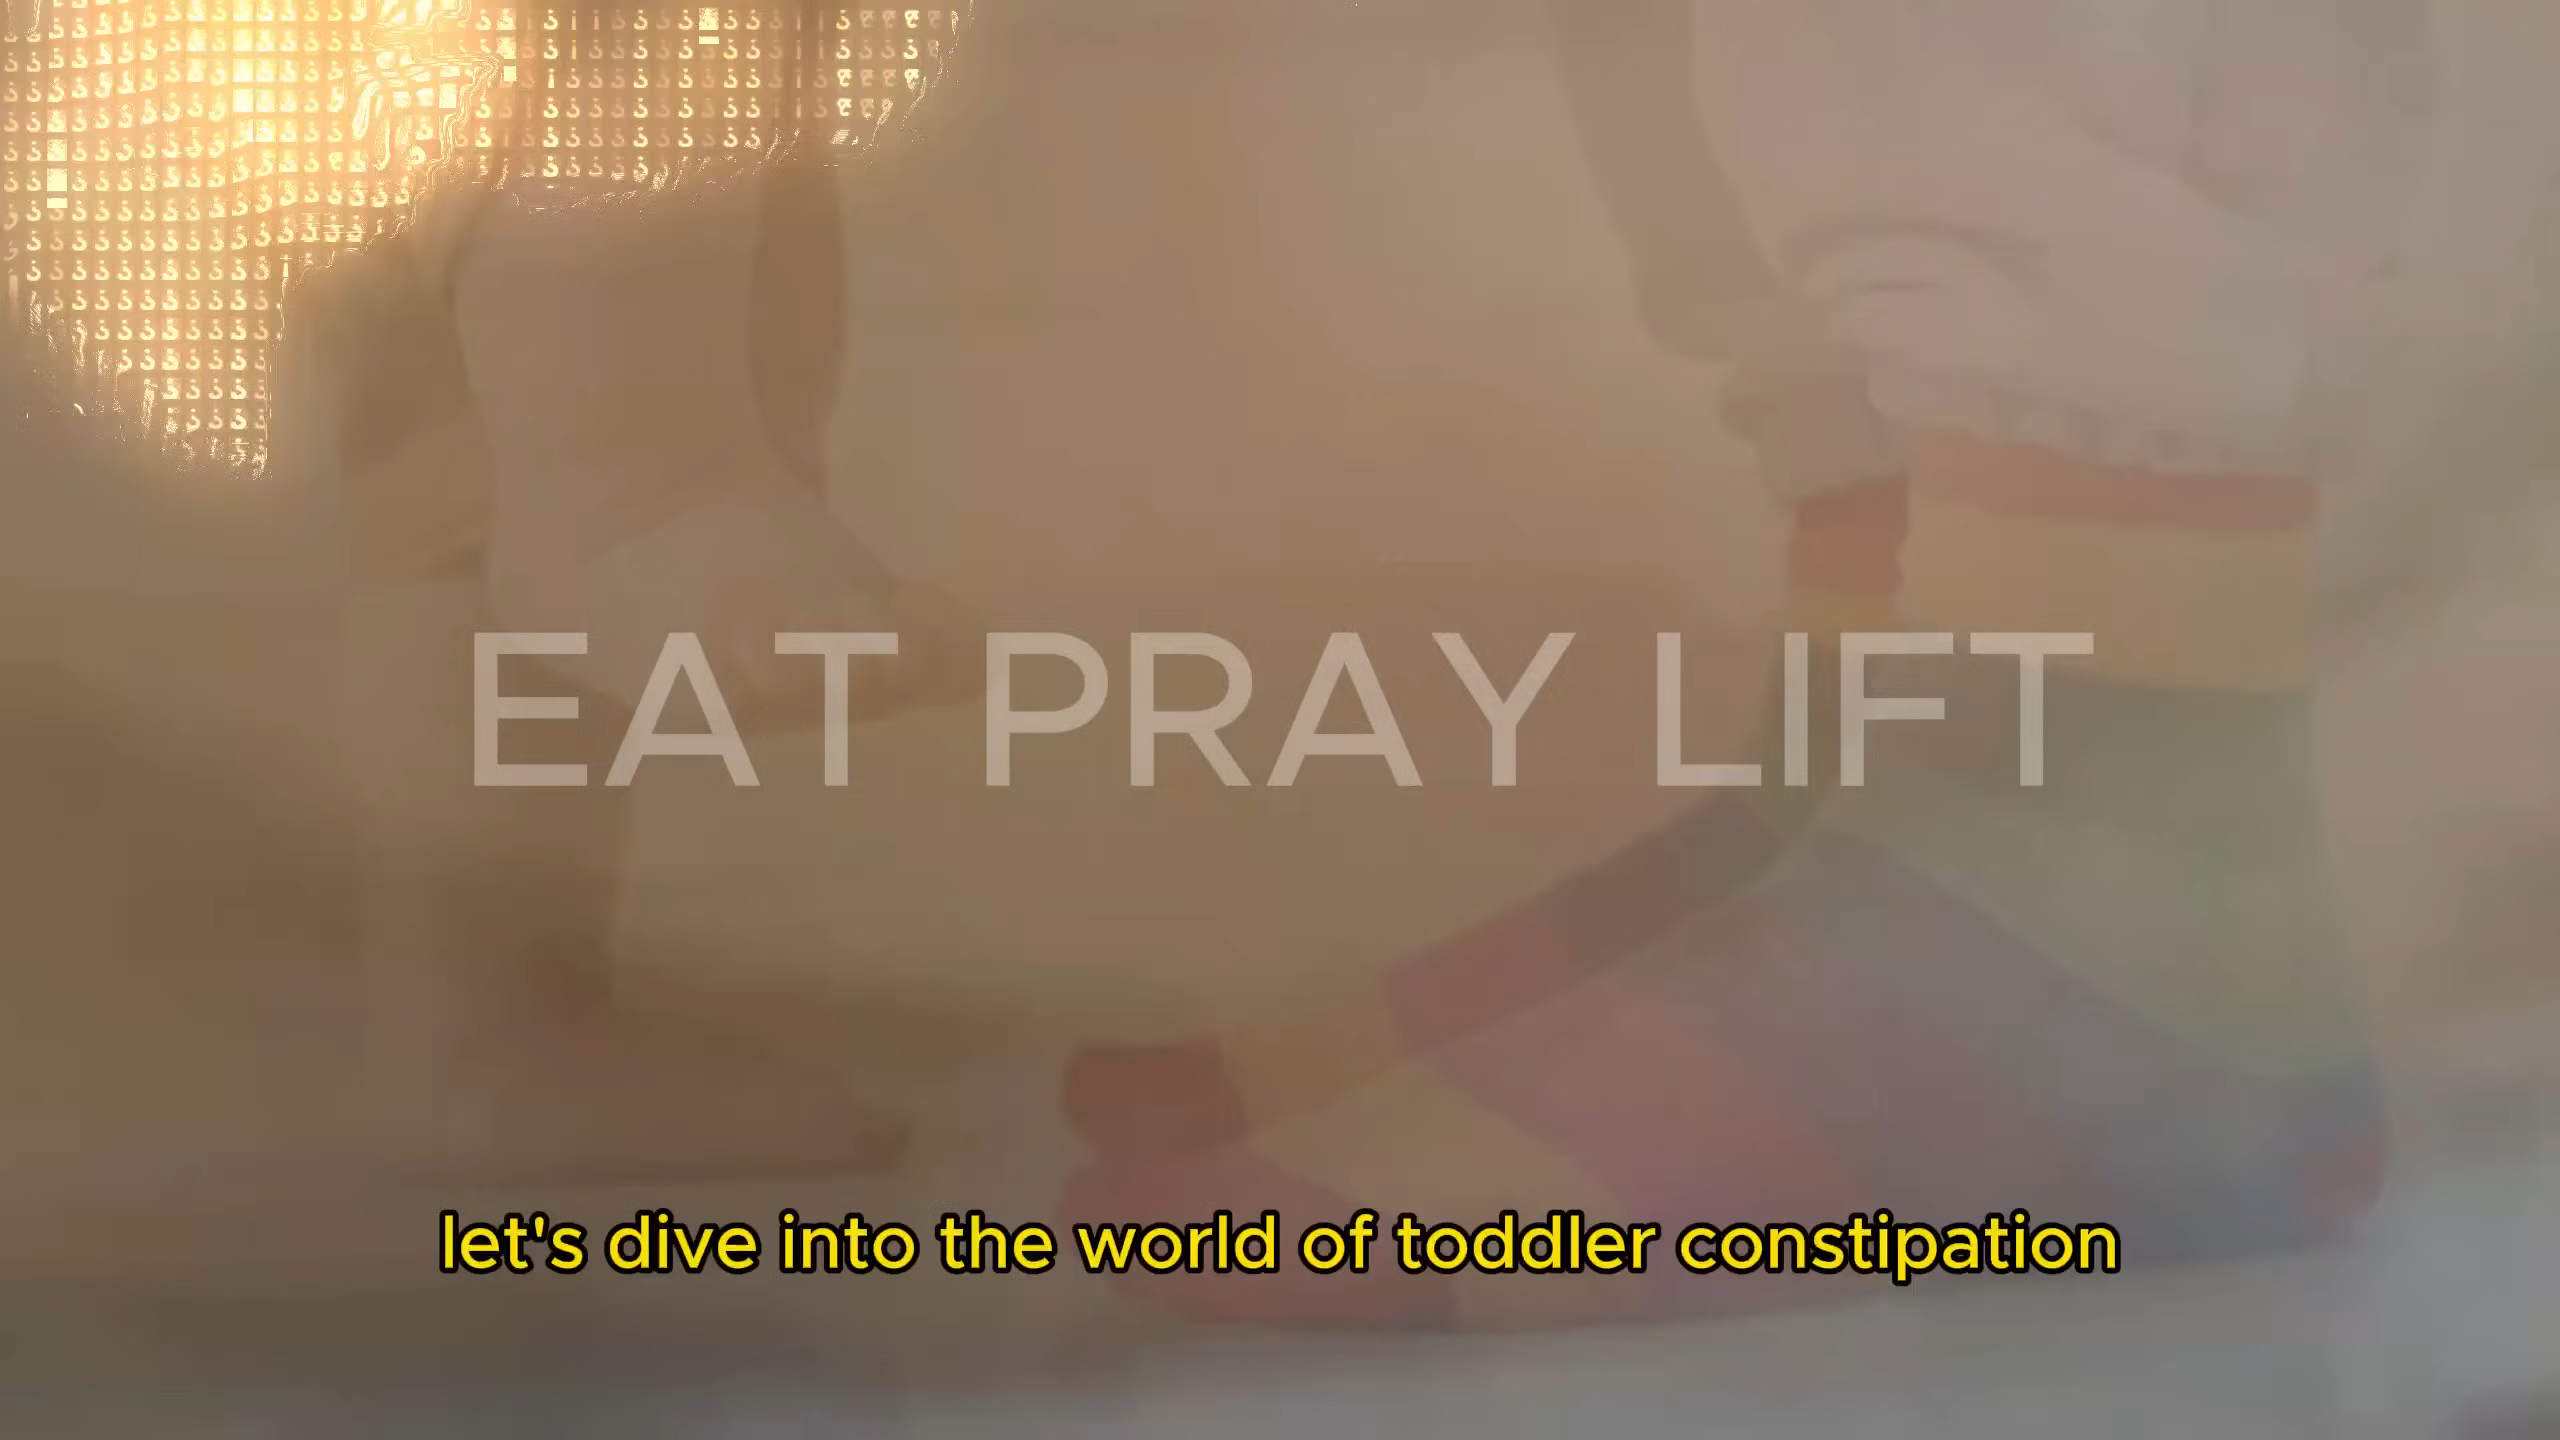 EAT PRAY LIFT
let's dive into the world of toddler constipation